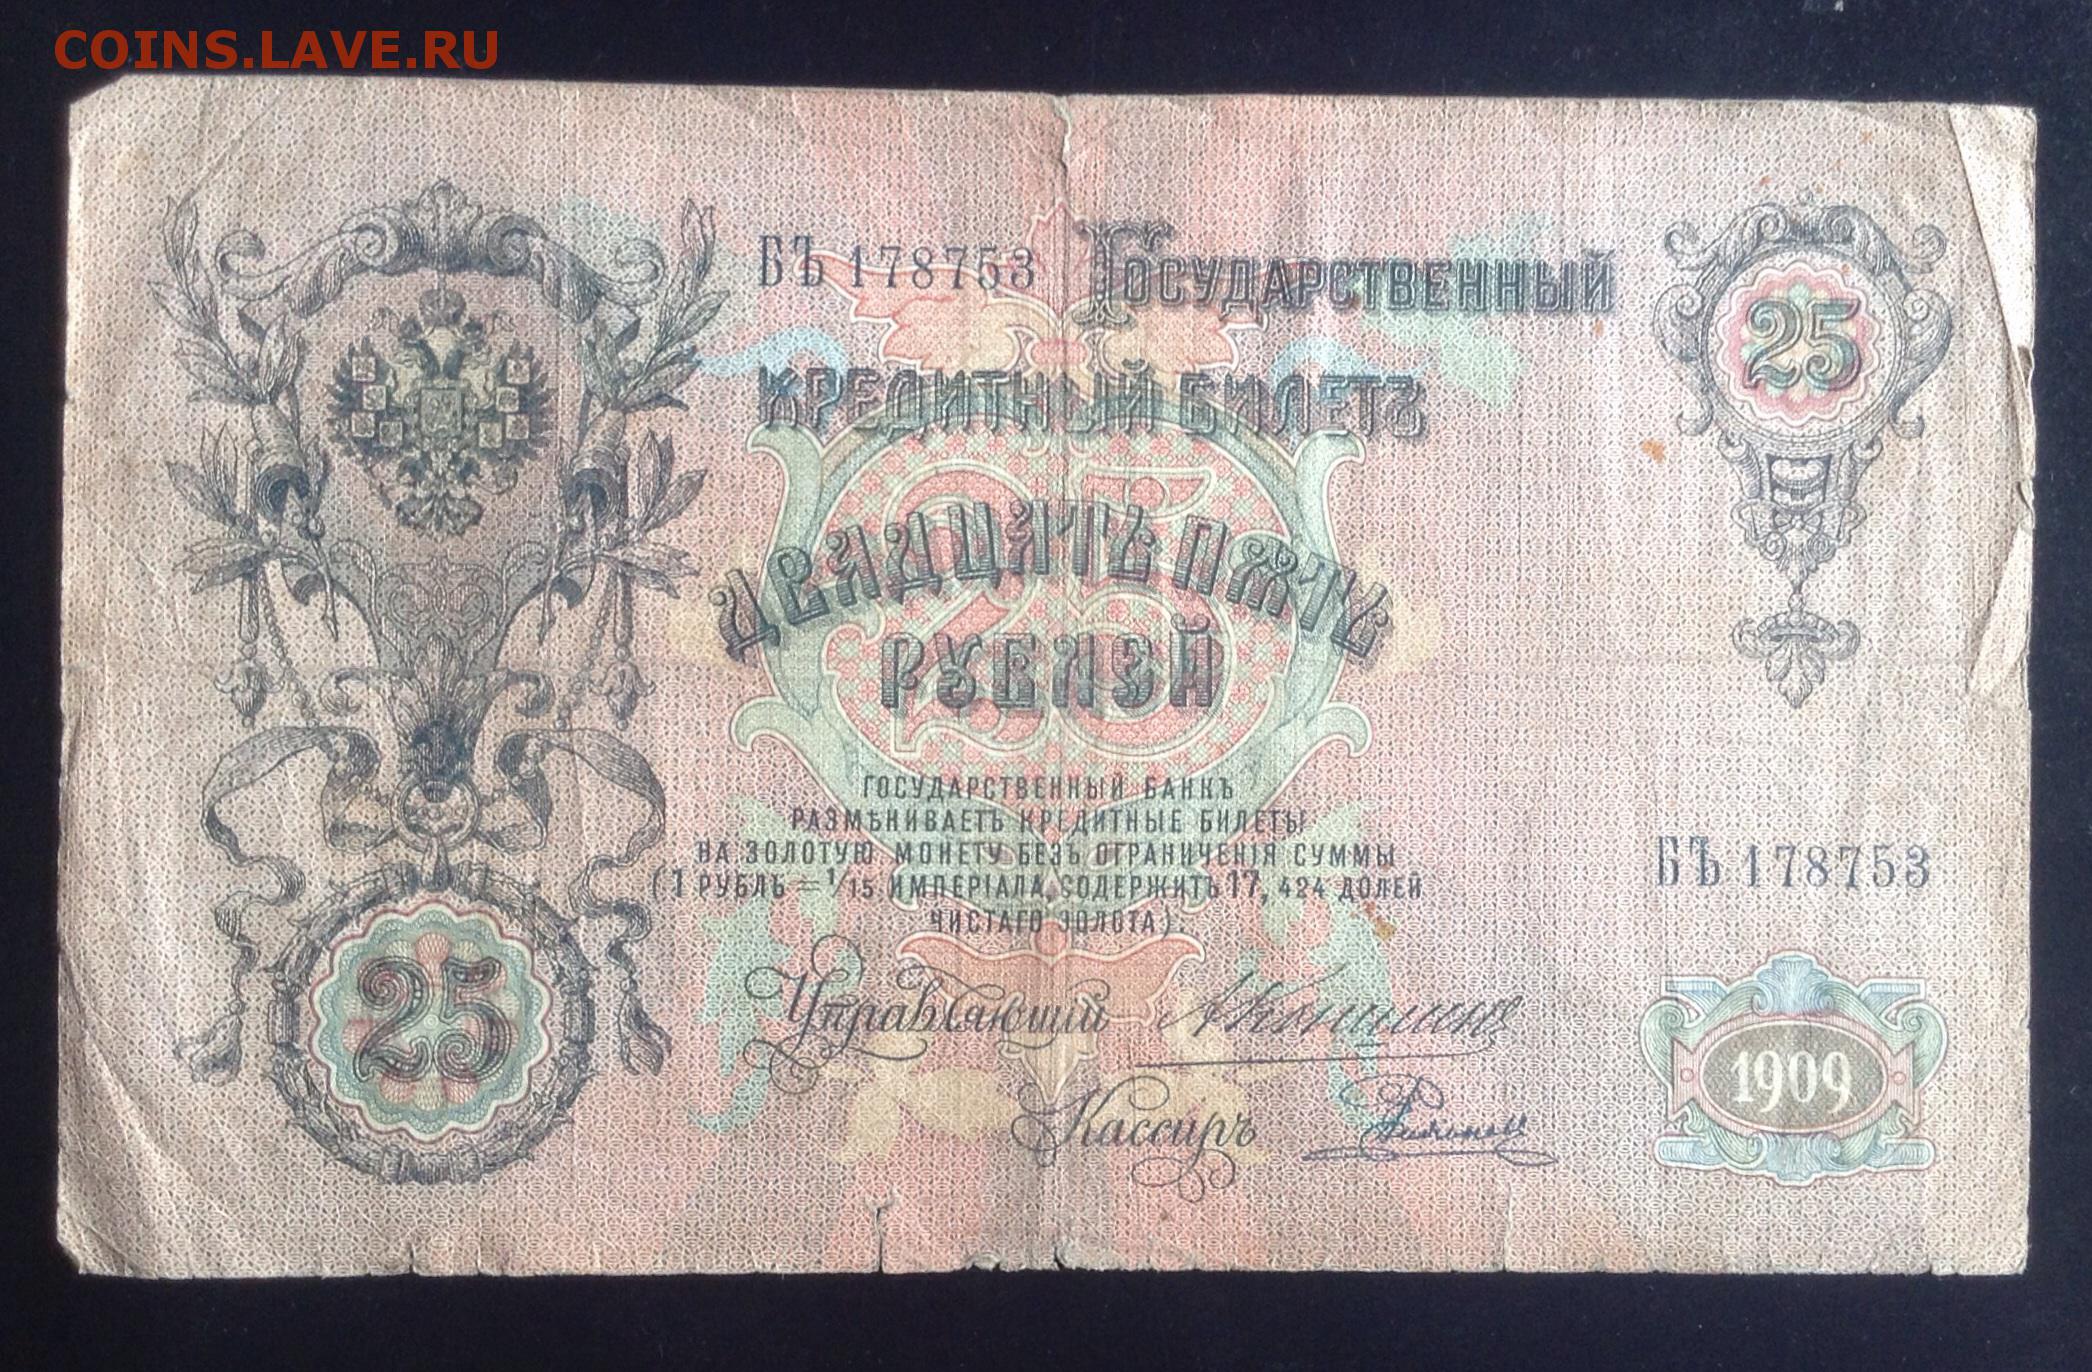 COINS.LAVE.RU
БЪ 178753
ГОСУДАРСТВЕННЫЙ
25
КРЕДИТНЫЙ БИЛЕТЪ
25
ДВАДЦАТЬ ПЯТЬ
РУБЛЕЙ
ГОСУДАРСТВЕННЫЙ БАНКЪ
РАЗМѢНИВАЕТЪ КРЕДИТНЫЕ БИЛЕТЫ
НА ЗОЛОТУЮ МОНЕТУ БЕЗЪ ОГРАНИЧЕНІЯ СУММЫ
(1 РУБЛЬ = 1/15 ИМПЕРІАЛА, СОДЕРЖИТЪ 17,424 ДОЛЕЙ
ЧИСТАГО ЗОЛОТА).
БЪ 178753
25
Управляющій
Кассиръ
1909